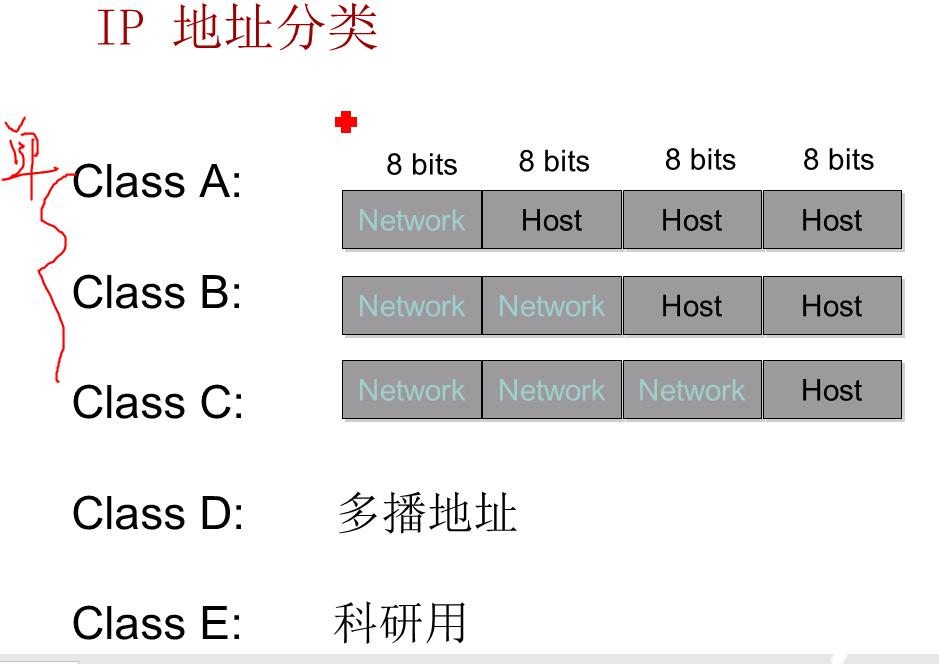 IP 地址分类
8 bits 8 bits 8 bits 8 bits
单
Class A: Network Host Host Host
Class B: Network Network Host Host
Class C: Network Network Network Host
Class D: 多播地址
Class E: 科研用